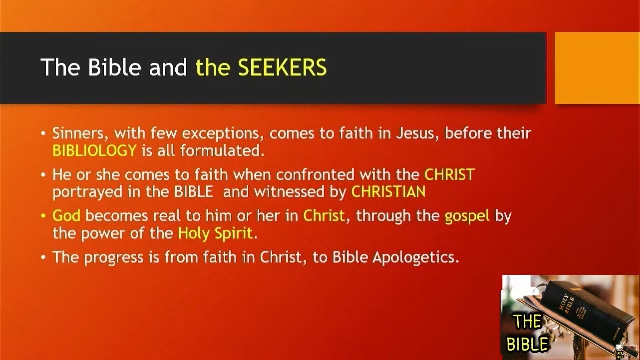 The Bible and the SEEKERS
• Sinners, with few exceptions, comes to faith in Jesus, before their
BIBLIOLOGY is all formulated.
• He or she comes to faith when confronted with the CHRIST
portrayed in the BIBLE and witnessed by CHRISTIAN
• God becomes real to him or her in Christ, through the gospel by
the power of the Holy Spirit.
• The progress is from faith in Christ, to Bible Apologetics.
HOLY
BIBLE
THE
BIBLE